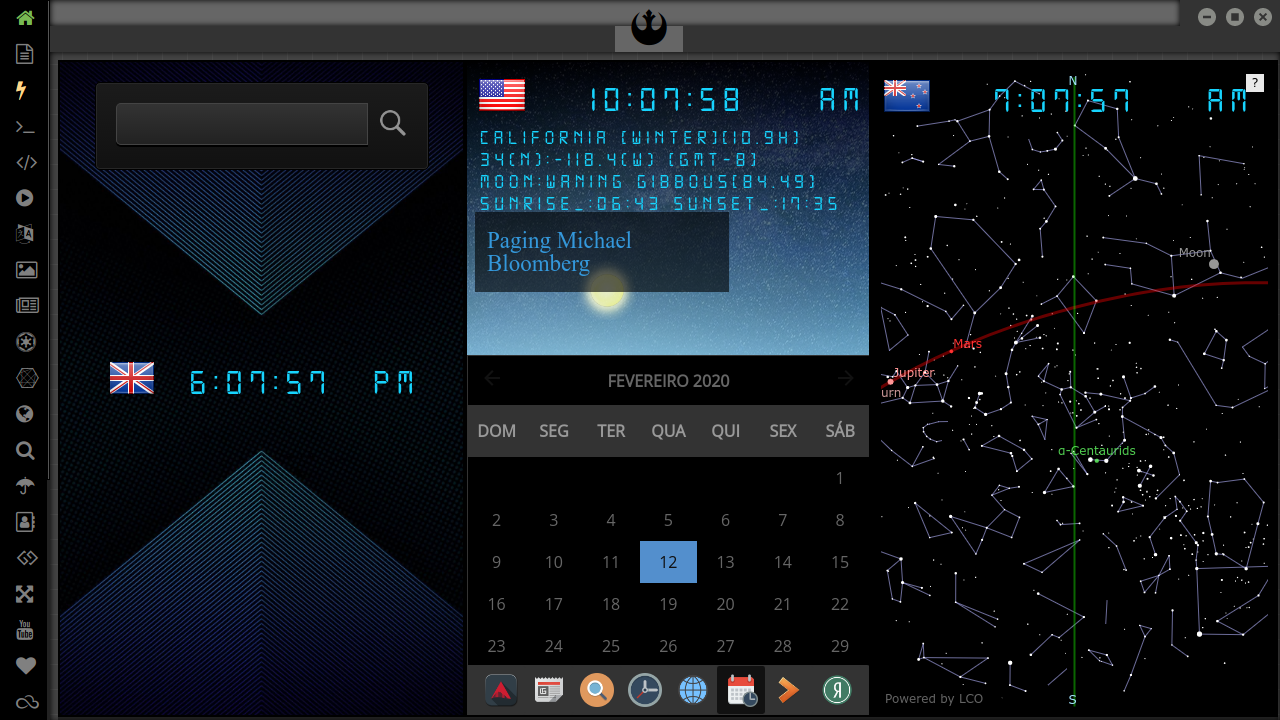 10:07:58 AM
CALIFORNIA [WINTER][10.9H]
34(N):-118.4(W) [GMT-8]
MOON:WANING GIBBOUS[84.49]
SUNRISE_:06:43 SUNSET_:17:35
Paging Michael
Bloomberg
6:07:57 PM
FEVEREIRO 2020
DOM SEG TER QUA QUI SEX SÁB
1
2 3 4 5 6 7 8
9 10 11 12 13 14 15
16 17 18 19 20 21 22
23 24 25 26 27 28 29
N
?
7:07:57 AM
Moon
Mars
Jupiter
urn
α-Centaurids
S
Powered by LCO
You
Tube